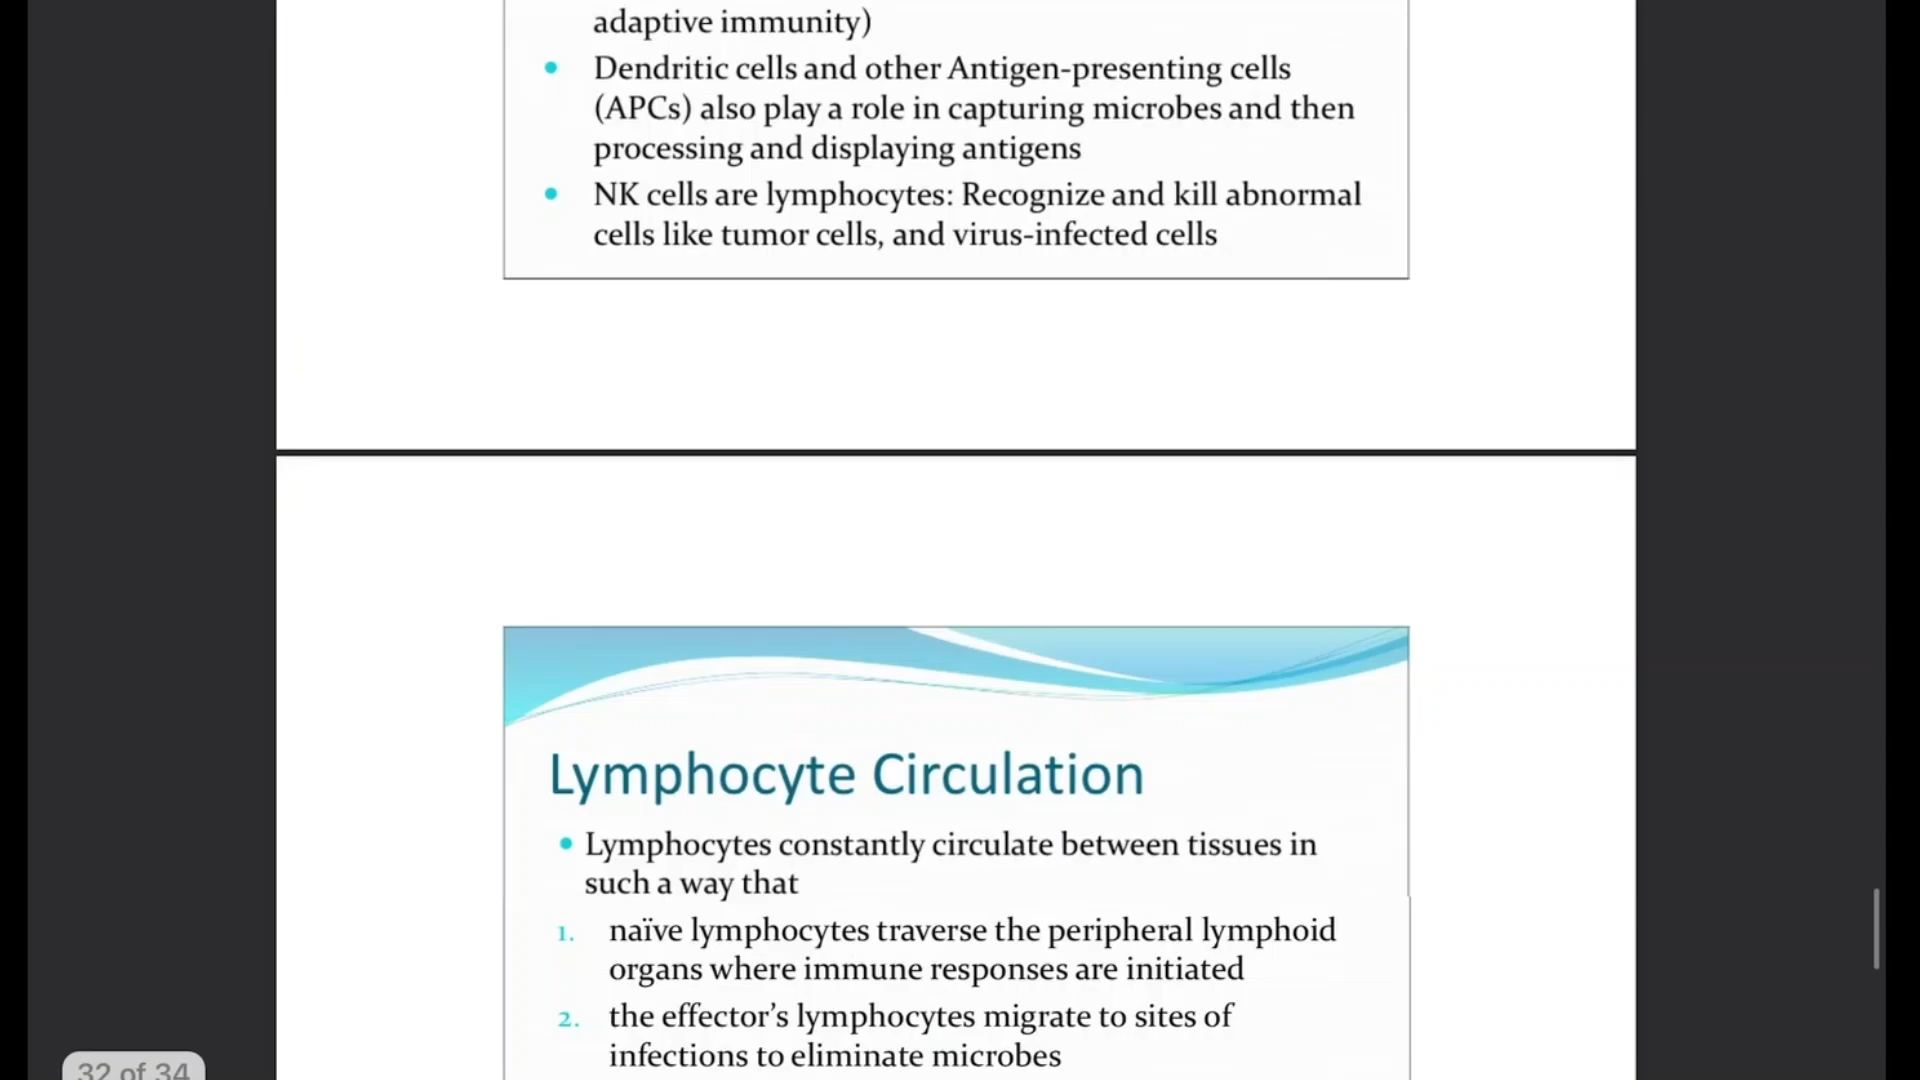 adaptive immunity)
• Dendritic cells and other Antigen-presenting cells
(APCs) also play a role in capturing microbes and then
processing and displaying antigens
• NK cells are lymphocytes: Recognize and kill abnormal
cells like tumor cells, and virus-infected cells
Lymphocyte Circulation
• Lymphocytes constantly circulate between tissues in
such a way that
1. naïve lymphocytes traverse the peripheral lymphoid
organs where immune responses are initiated
2. the effector’s lymphocytes migrate to sites of
infections to eliminate microbes
32 of 34